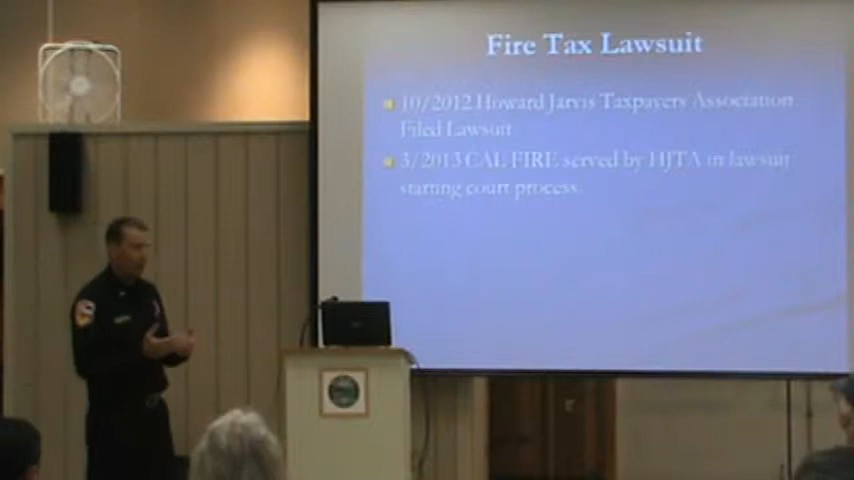 Fire Tax Lawsuit
10/2012 Howard Jarvis Taxpayers Association
Filed Lawsuit
3/2013 CAL FIRE served by HJTA in lawsuit
starting court process.